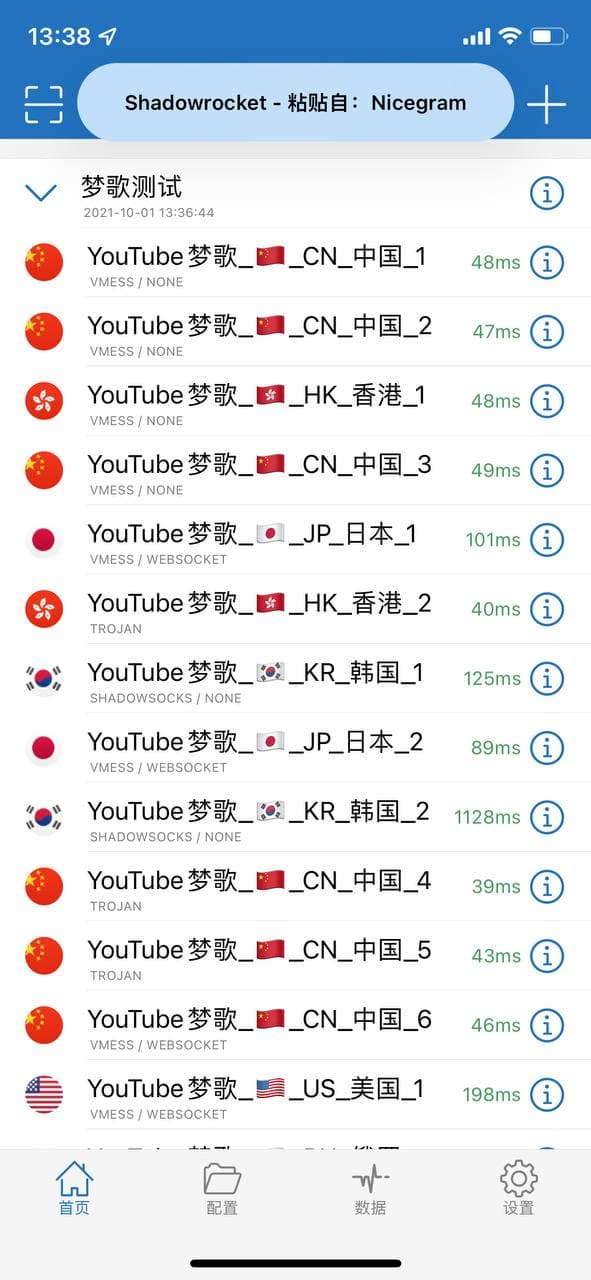 13:38
Shadowrocket - 粘贴自：Nicegram
梦歌测试
2021-10-01 13:36:44
YouTube梦歌_🇨🇳_CN_中国_1 48ms
VMESS / NONE
YouTube梦歌_🇨🇳_CN_中国_2 47ms
VMESS / NONE
YouTube梦歌_🇭🇰_HK_香港_1 48ms
VMESS / NONE
YouTube梦歌_🇨🇳_CN_中国_3 49ms
VMESS / NONE
YouTube梦歌_🇯🇵_JP_日本_1 101ms
VMESS / WEBSOCKET
YouTube梦歌_🇭🇰_HK_香港_2 40ms
TROJAN
YouTube梦歌_🇰🇷_KR_韩国_1 125ms
SHADOWSOCKS / NONE
YouTube梦歌_🇯🇵_JP_日本_2 89ms
VMESS / WEBSOCKET
YouTube梦歌_🇰🇷_KR_韩国_2 1128ms
SHADOWSOCKS / NONE
YouTube梦歌_🇨🇳_CN_中国_4 39ms
TROJAN
YouTube梦歌_🇨🇳_CN_中国_5 43ms
TROJAN
YouTube梦歌_🇨🇳_CN_中国_6 46ms
VMESS / WEBSOCKET
YouTube梦歌_🇺🇸_US_美国_1 198ms
VMESS / WEBSOCKET
首页 配置 数据 设置